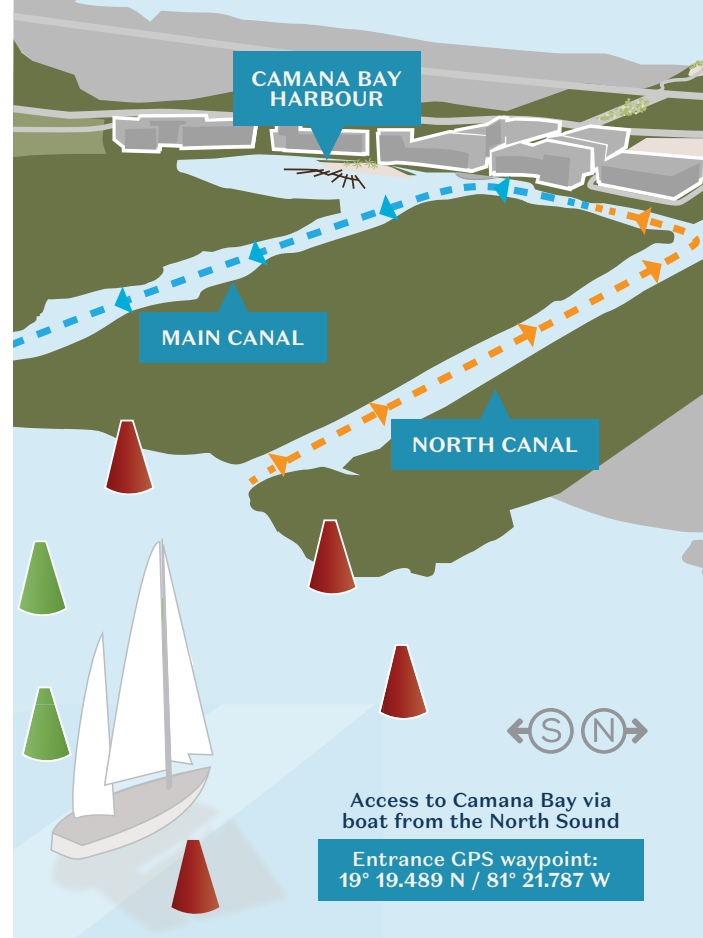 CAMANA BAY
HARBOUR
MAIN CANAL
NORTH CANAL
S N
Access to Camana Bay via
boat from the North Sound
Entrance GPS waypoint:
19° 19.489 N / 81° 21.787 W